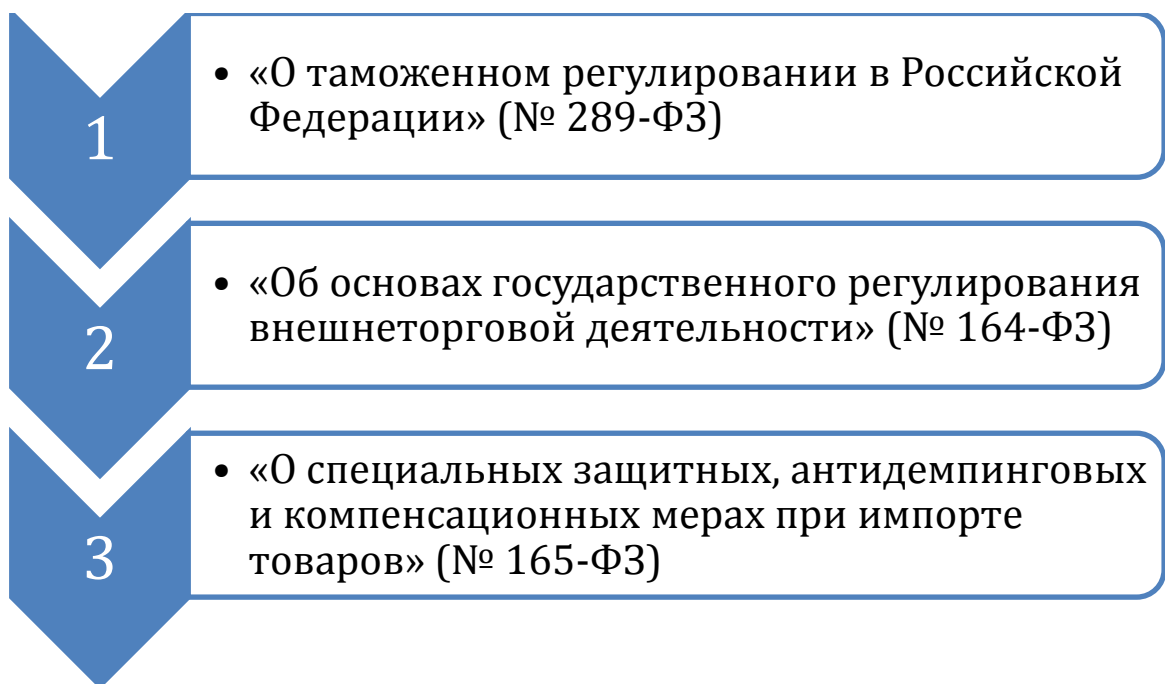 1
• «О таможенном регулировании в Российской
Федерации» (№ 289-ФЗ)
2
• «Об основах государственного регулирования
внешнеторговой деятельности» (№ 164-ФЗ)
3
• «О специальных защитных, антидемпинговых
и компенсационных мерах при импорте
товаров» (№ 165-ФЗ)